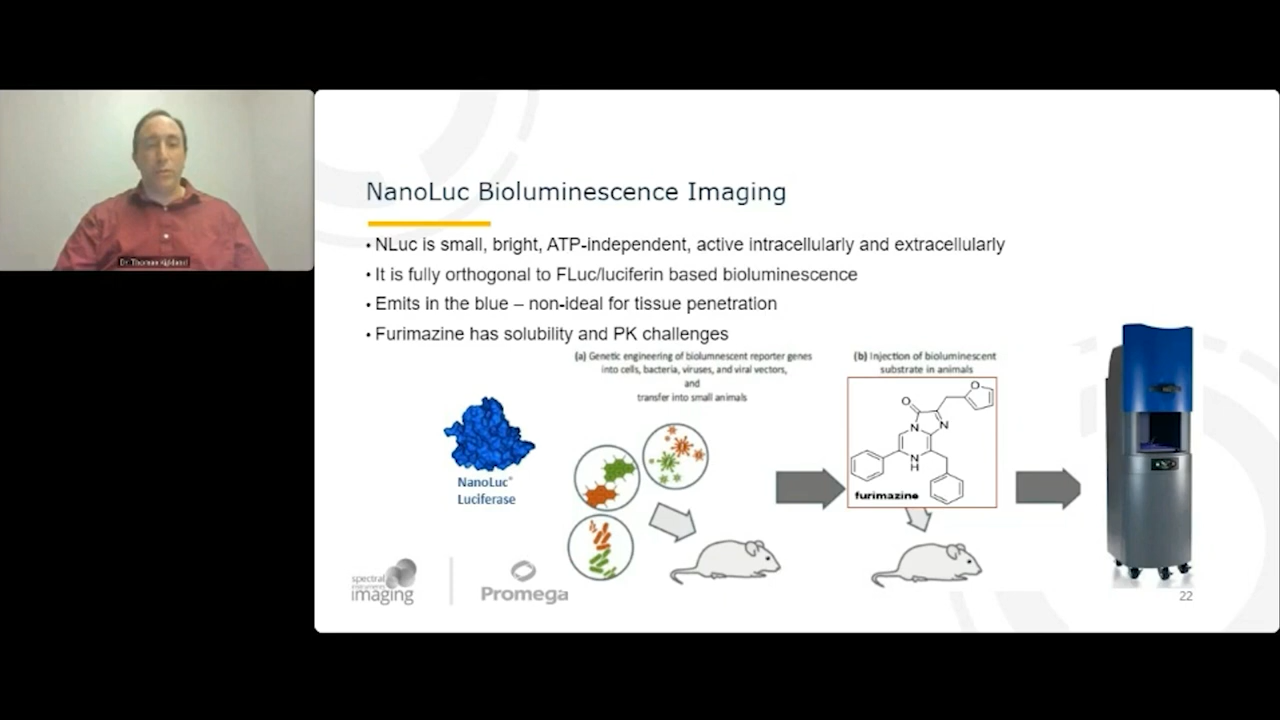 NanoLuc Bioluminescence Imaging
• NLuc is small, bright, ATP-independent, active intracellularly and extracellularly
• It is fully orthogonal to FLuc/luciferin based bioluminescence
• Emits in the blue – non-ideal for tissue penetration
• Furimazine has solubility and PK challenges
(a) Genetic engineering of bioluminescent reporter genes
into cells, bacteria, viruses, and viral vectors,
and
transfer into small animals
(b) Injection of bioluminescent
substrate in animals
O
O
N
N
N
H
furimazine
NanoLuc®
Luciferase
spectral
instruments
imaging
Promega
22
Dr. Thomas Kirkland